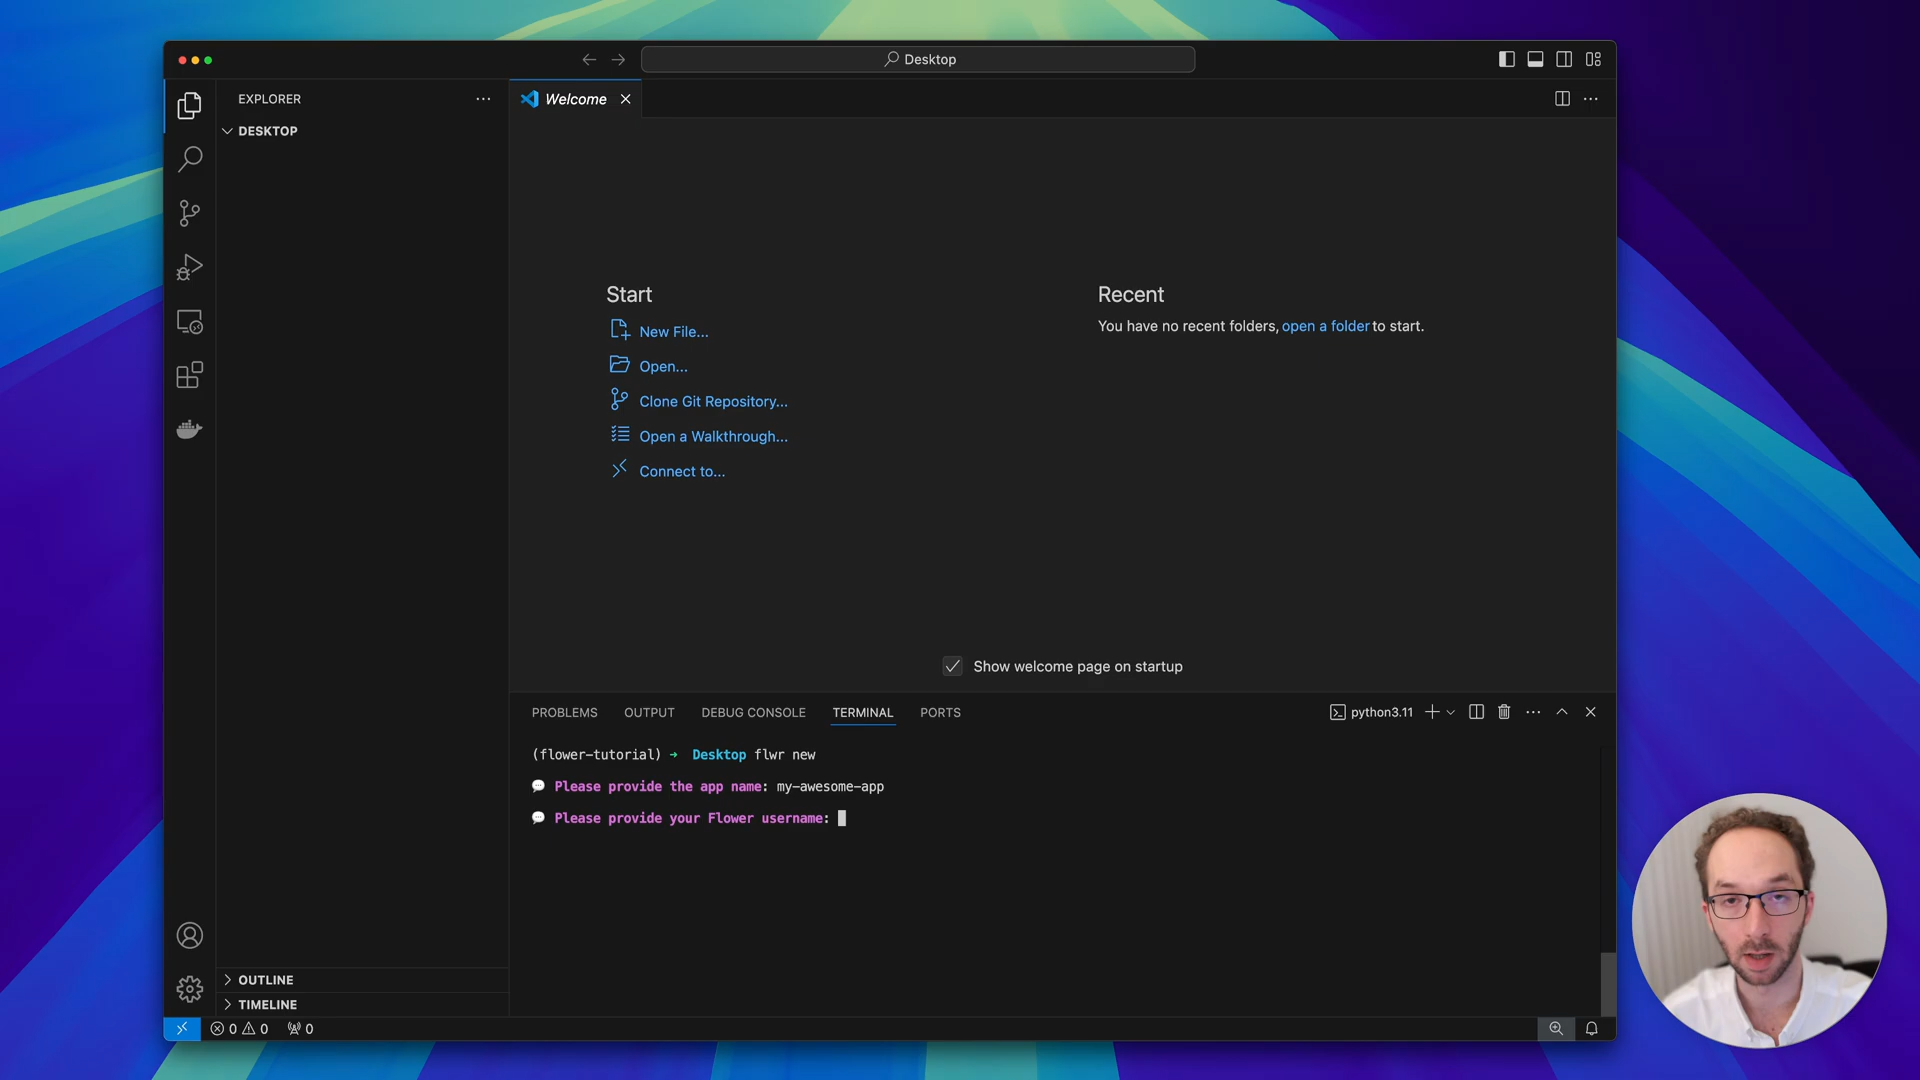 Desktop
EXPLORER
DESKTOP
OUTLINE
TIMELINE
Welcome
Start
New File...
Open...
Clone Git Repository...
Open a Walkthrough...
Connect to...
Recent
You have no recent folders, open a folder to start.
Show welcome page on startup
PROBLEMS OUTPUT DEBUG CONSOLE TERMINAL PORTS
python3.11
(flower-tutorial) → Desktop flwr new
Please provide the app name: my-awesome-app
Please provide your Flower username:
0 0 0